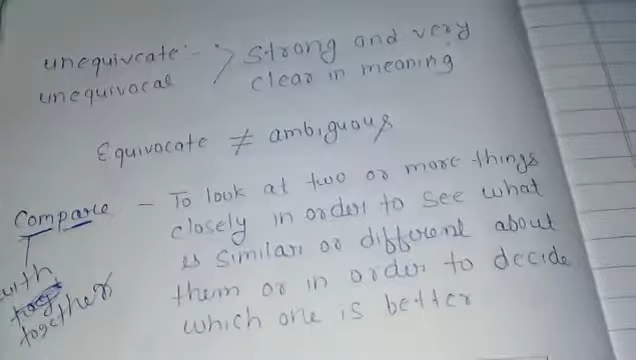 unequivcate :-
unequivocal
strong and very
clear in meaning
Equivocate ≠ ambiguous
Compare - To look at two or more things
closely in order to see what
is similar or different about
them or in order to decide
which one is better
with
together